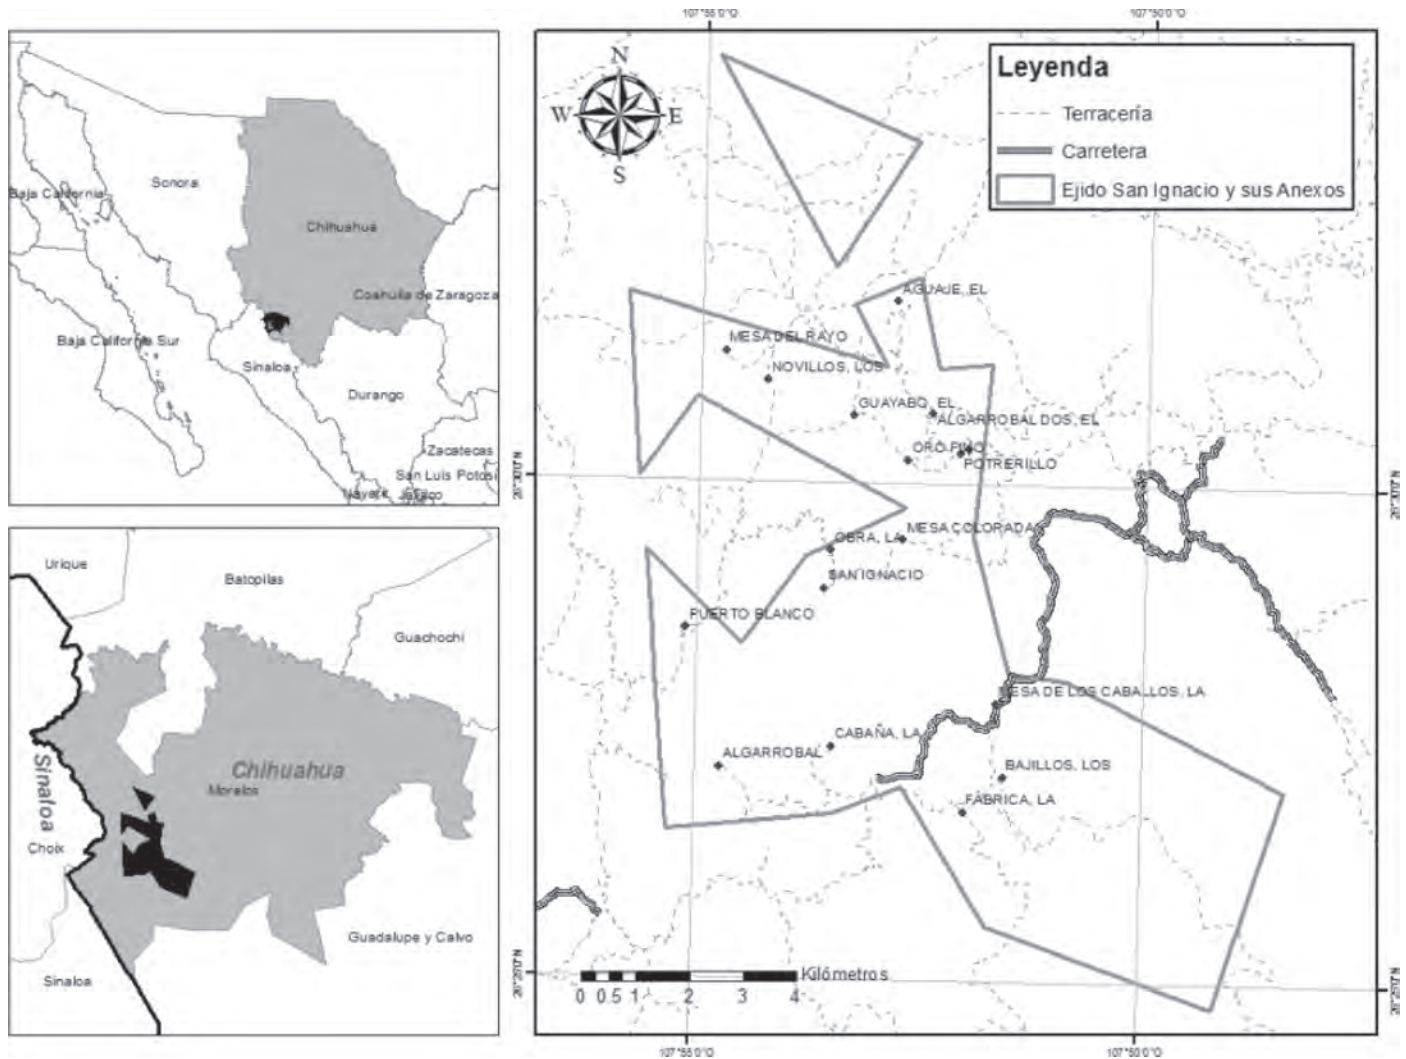 Sonora
Baja California
Chihuahua
Coahuila de Zaragoza
Baja California Sur
Sinaloa
Durango
Zacatecas
San Luis Potosí
Nayarit
Jalisco
Urique
Batopilas
Guachochi
Sinaloa
Chihuahua
Morelos
Choix
Guadalupe y Calvo
Sinaloa
107°55'0"O
107°50'0"O
N
W
E
S
Leyenda
Terracería
Carretera
Ejido San Ignacio y sus Anexos
AGUAJE, EL
MESA DEL RAYO
NOVILLOS, LOS
GUAYABO, EL
ALGARROBAL DOS, EL
ORO FINO
POTRERILLO
MESA COLORADA
OBRA, LA
SAN IGNACIO
PUERTO BLANCO
MESA DE LOS CABALLOS, LA
CABAÑA, LA
ALGARROBAL
BAJILLOS, LOS
FÁBRICA, LA
Kilómetros
0 0.5 1 2 3 4
107°55'0"O
107°50'0"O